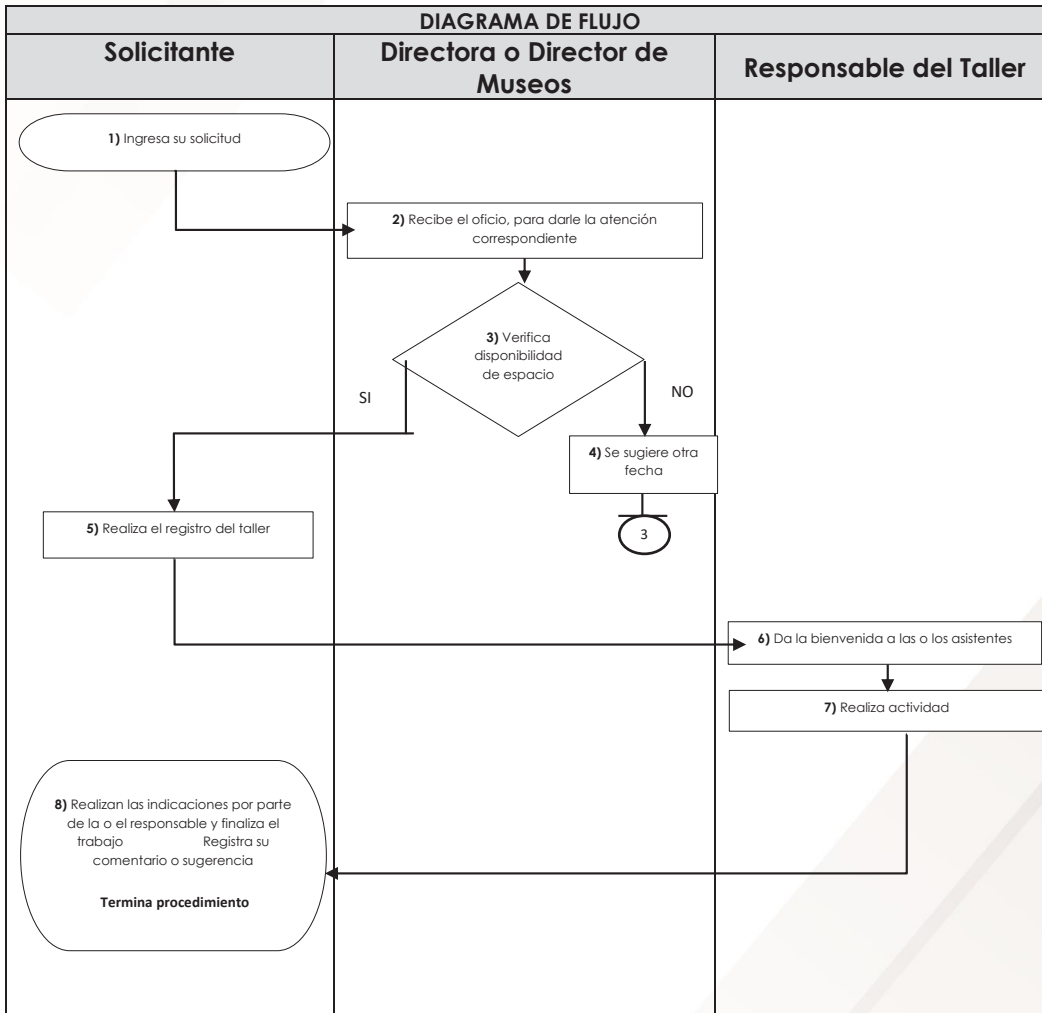 DIAGRAMA DE FLUJO
Solicitante
Directora o Director de
Museos
Responsable del Taller
1) Ingresa su solicitud
2) Recibe el oficio, para darle la atención
correspondiente
3) Verifica
disponibilidad
de espacio
SI
NO
4) Se sugiere otra
fecha
3
5) Realiza el registro del taller
6) Da la bienvenida a las o los asistentes
7) Realiza actividad
8) Realizan las indicaciones por parte
de la o el responsable y finaliza el
trabajo Registra su
comentario o sugerencia
Termina procedimiento